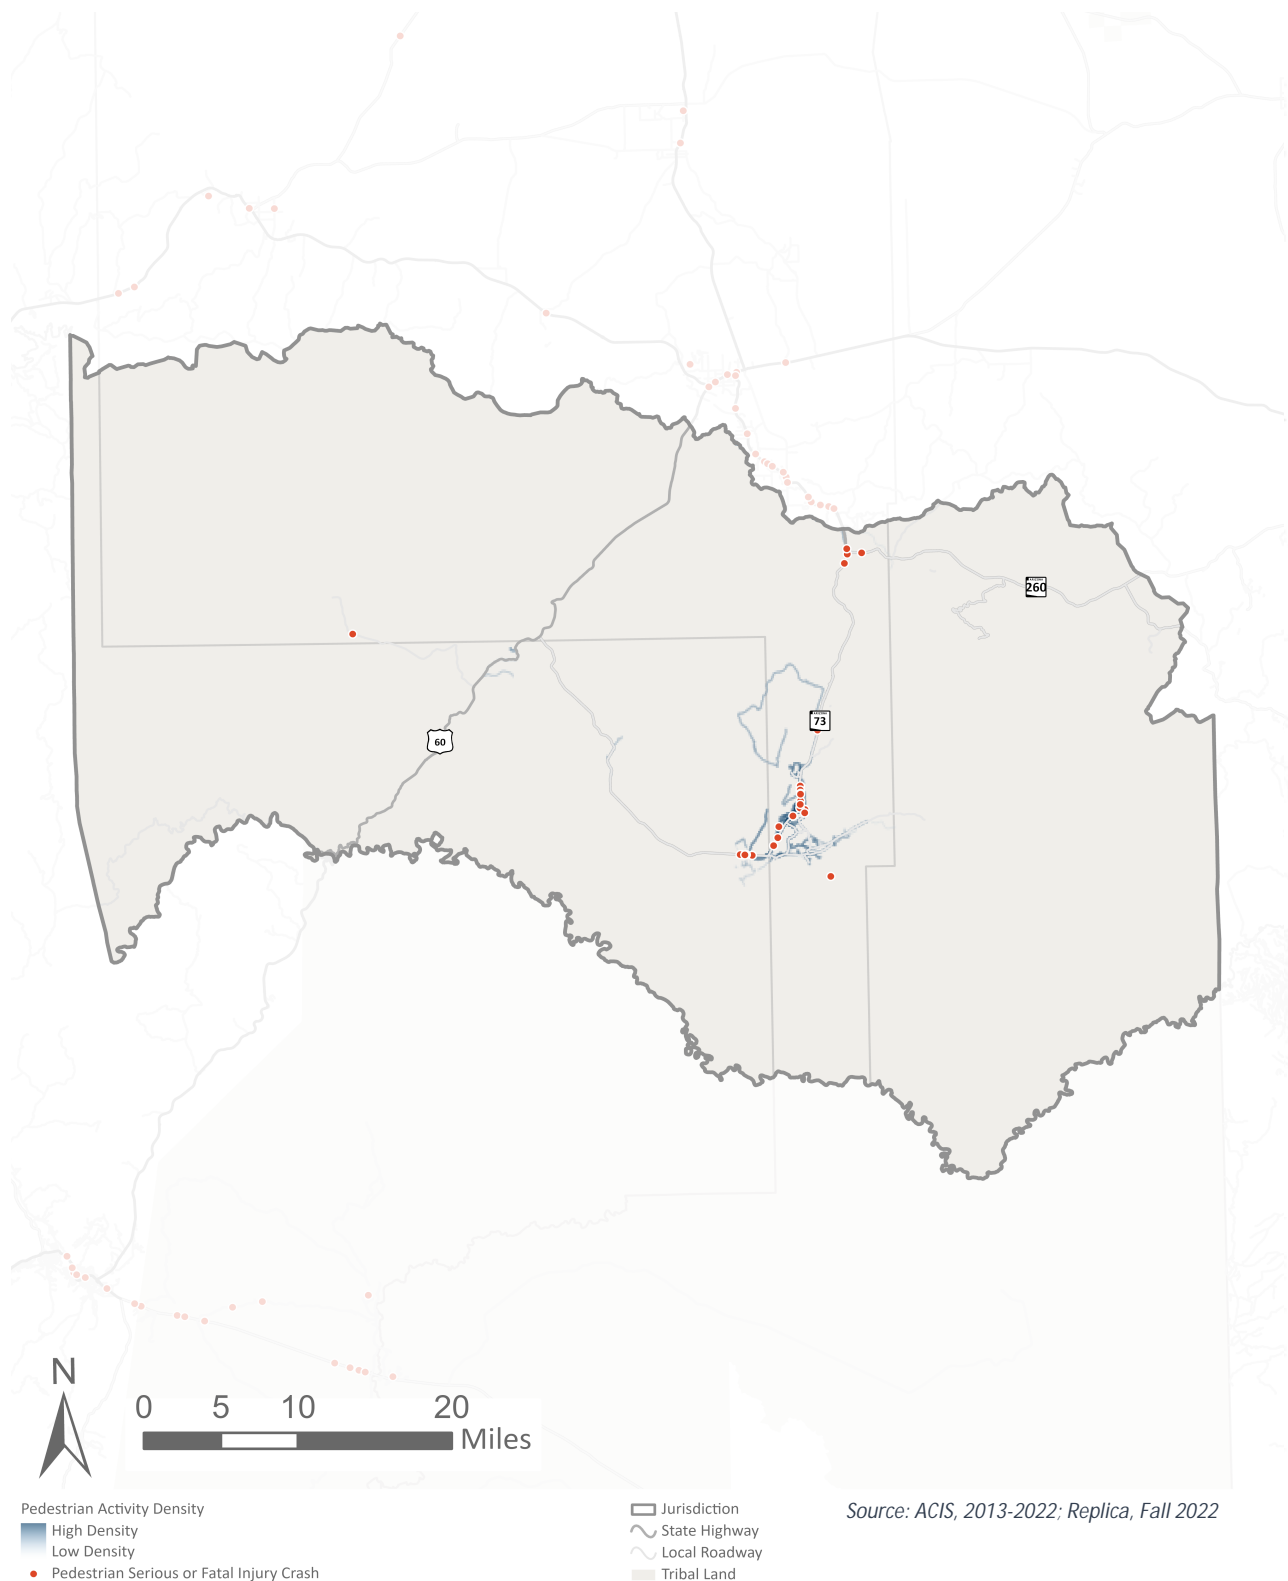 260
73
60
N
0 5 10 20
Miles
Pedestrian Activity Density
High Density
Low Density
Pedestrian Serious or Fatal Injury Crash
Jurisdiction
State Highway
Local Roadway
Tribal Land
Source: ACIS, 2013-2022; Replica, Fall 2022